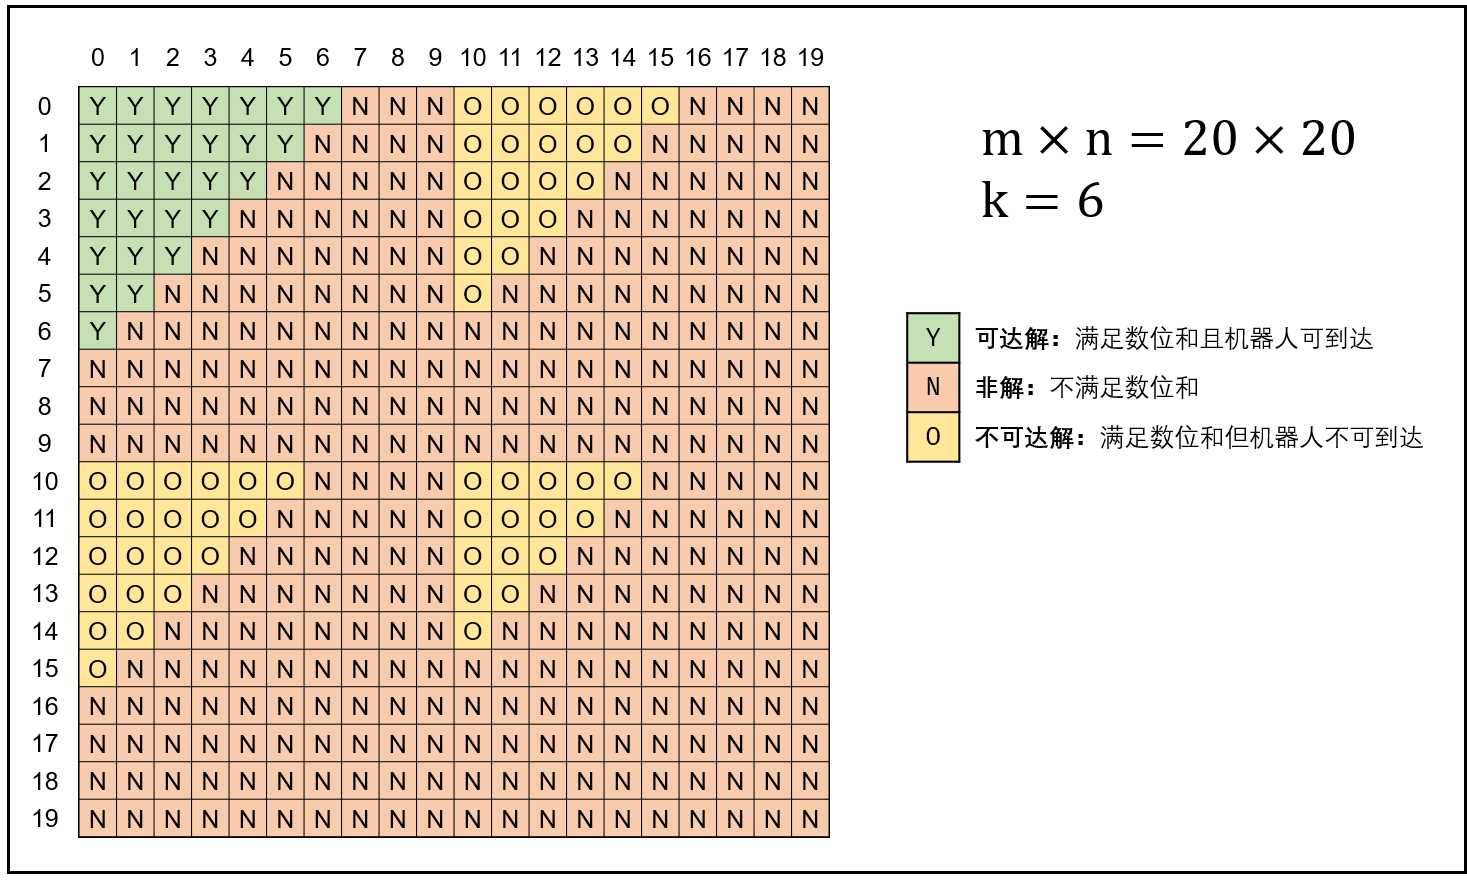 0 1 2 3 4 5 6 7 8 9 10 11 12 13 14 15 16 17 18 19
0 Y Y Y Y Y Y Y N N N O O O O O O N N N N
1 Y Y Y Y Y Y N N N N O O O O O N N N N N
2 Y Y Y Y Y N N N N N O O O O N N N N N N
3 Y Y Y Y N N N N N N O O O N N N N N N N
4 Y Y Y N N N N N N N O O N N N N N N N N
5 Y Y N N N N N N N N O N N N N N N N N N
6 Y N N N N N N N N N N N N N N N N N N N
7 N N N N N N N N N N N N N N N N N N N N
8 N N N N N N N N N N N N N N N N N N N N
9 N N N N N N N N N N N N N N N N N N N N
10 O O O O O O N N N N O O O O O N N N N N
11 O O O O O N N N N N O O O O N N N N N N
12 O O O O N N N N N N O O O N N N N N N N
13 O O O N N N N N N N O O N N N N N N N N
14 O O N N N N N N N N O N N N N N N N N N
15 O N N N N N N N N N N N N N N N N N N N
16 N N N N N N N N N N N N N N N N N N N N
17 N N N N N N N N N N N N N N N N N N N N
18 N N N N N N N N N N N N N N N N N N N N
19 N N N N N N N N N N N N N N N N N N N N
m × n = 20 × 20
k = 6
Y 可达解：满足数位和且机器人可到达
N 非解：不满足数位和
O 不可达解：满足数位和但机器人不可到达